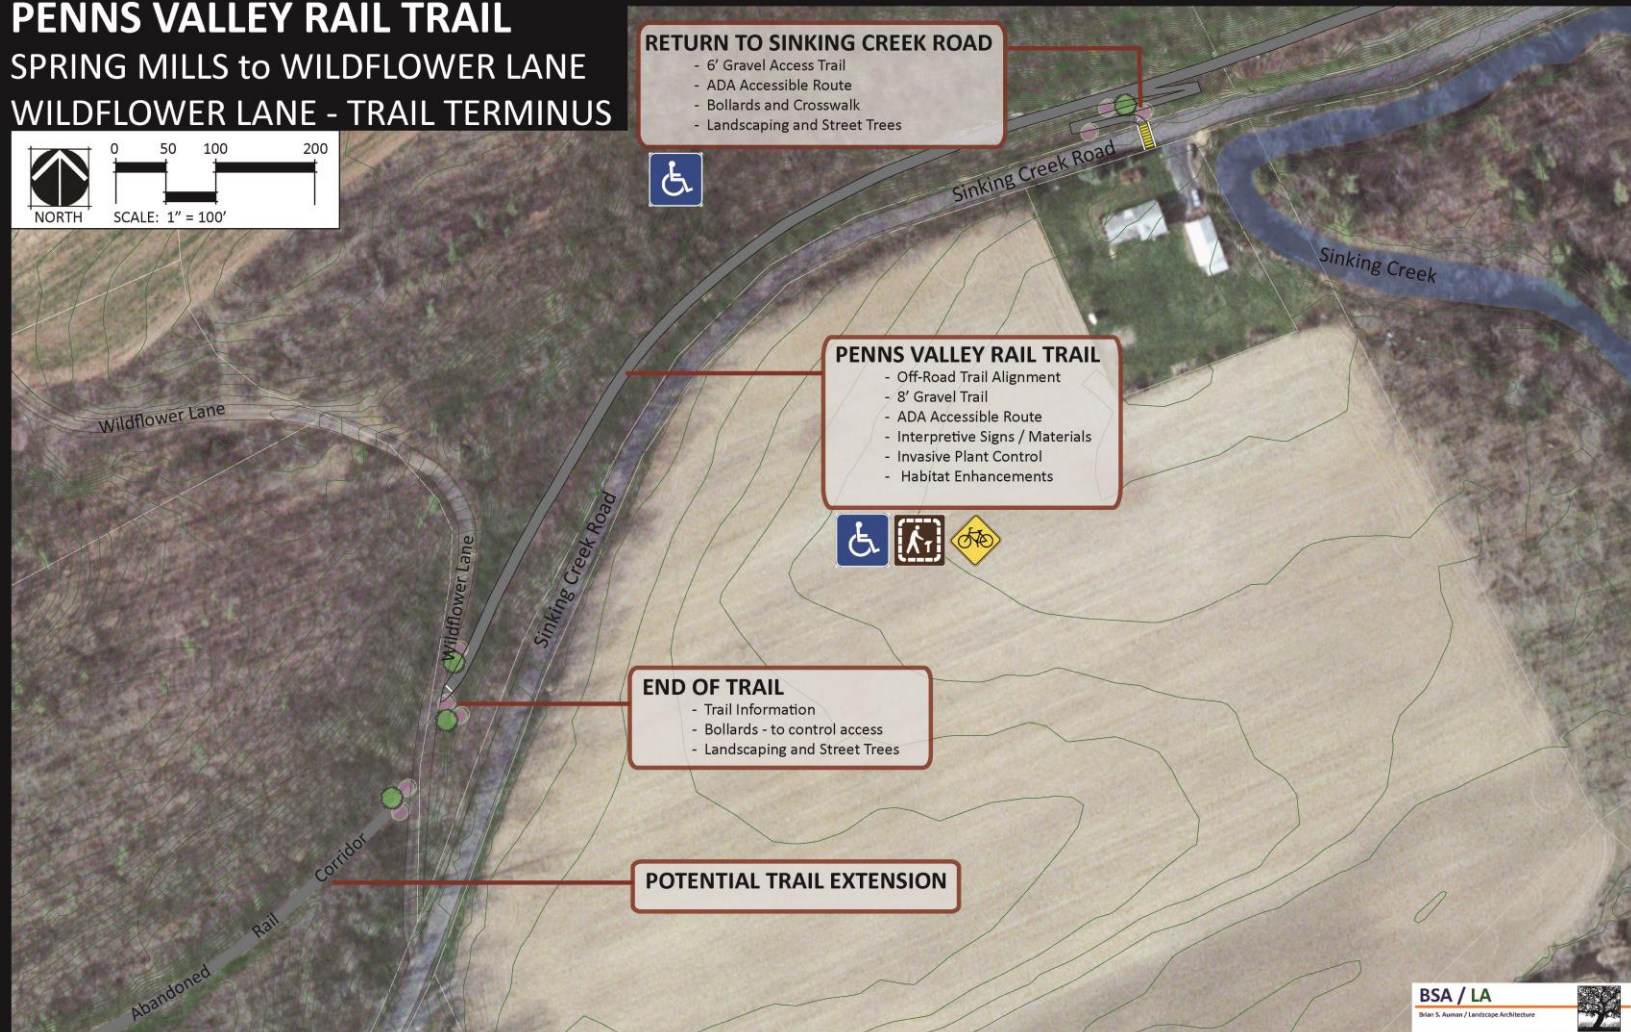 PENNS VALLEY RAIL TRAIL
SPRING MILLS to WILDFLOWER LANE
WILDFLOWER LANE - TRAIL TERMINUS
0 50 100 200
NORTH
SCALE: 1” = 100’
RETURN TO SINKING CREEK ROAD
- 6’ Gravel Access Trail
- ADA Accessible Route
- Bollards and Crosswalk
- Landscaping and Street Trees
Sinking Creek Road
Sinking Creek
PENNS VALLEY RAIL TRAIL
- Off-Road Trail Alignment
- 8’ Gravel Trail
- ADA Accessible Route
- Interpretive Signs / Materials
- Invasive Plant Control
- Habitat Enhancements
Wildflower Lane
Wildflower Lane
Sinking Creek Road
END OF TRAIL
- Trail Information
- Bollards - to control access
- Landscaping and Street Trees
POTENTIAL TRAIL EXTENSION
Abandoned Rail Corridor
BSA / LA
Brian S. Auman / Landscape Architecture